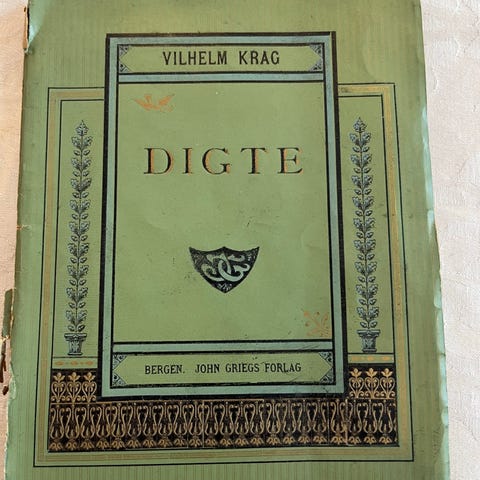 VILHELM KRAG
DIGTE
BERGEN. JOHN GRIEGS FORLAG